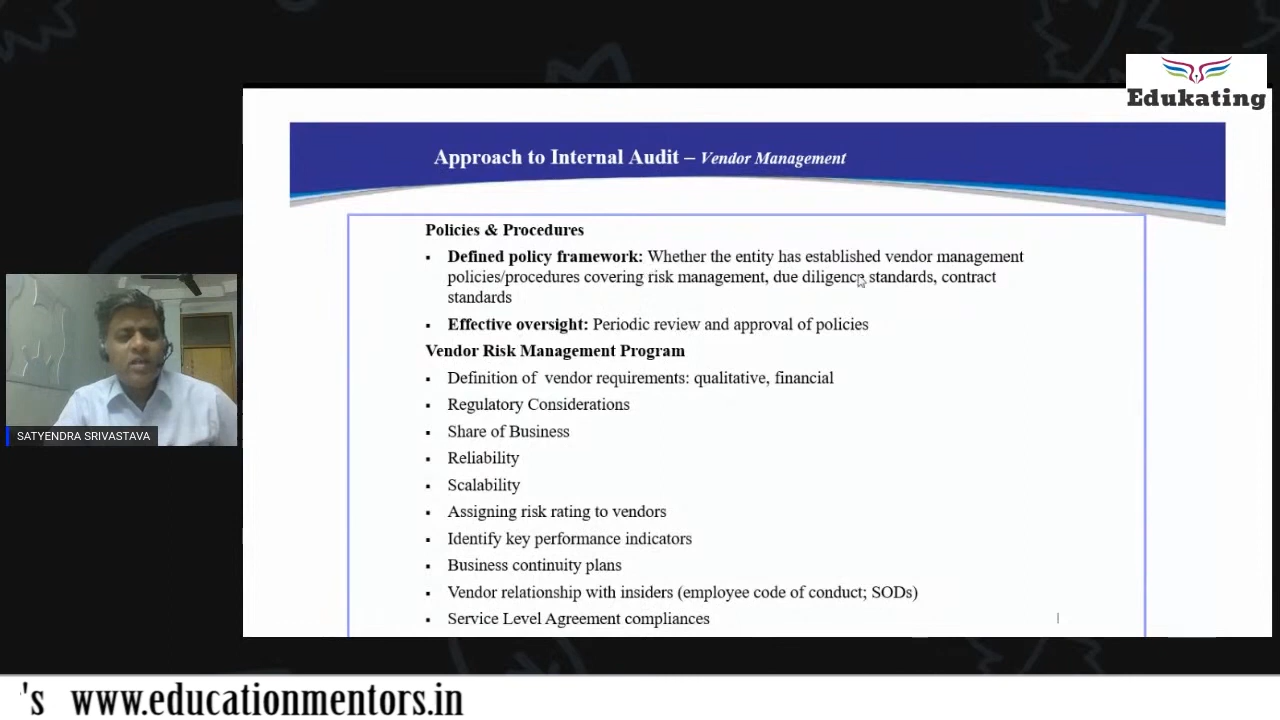 Edukating
Approach to Internal Audit – Vendor Management
Policies & Procedures
▪ Defined policy framework: Whether the entity has established vendor management
policies/procedures covering risk management, due diligence standards, contract
standards
▪ Effective oversight: Periodic review and approval of policies
Vendor Risk Management Program
▪ Definition of vendor requirements: qualitative, financial
▪ Regulatory Considerations
▪ Share of Business
▪ Reliability
▪ Scalability
▪ Assigning risk rating to vendors
▪ Identify key performance indicators
▪ Business continuity plans
▪ Vendor relationship with insiders (employee code of conduct; SODs)
▪ Service Level Agreement compliances
SATYENDRA SRIVASTAVA
's www.educationmentors.in